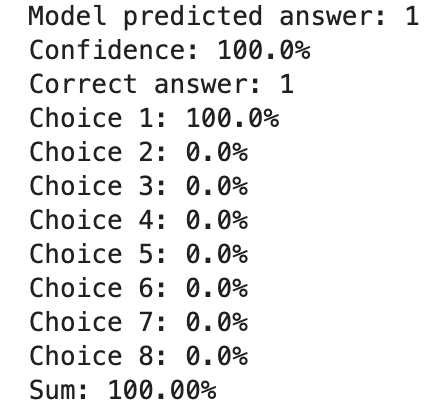 Model predicted answer: 1
Confidence: 100.0%
Correct answer: 1
Choice 1: 100.0%
Choice 2: 0.0%
Choice 3: 0.0%
Choice 4: 0.0%
Choice 5: 0.0%
Choice 6: 0.0%
Choice 7: 0.0%
Choice 8: 0.0%
Sum: 100.00%